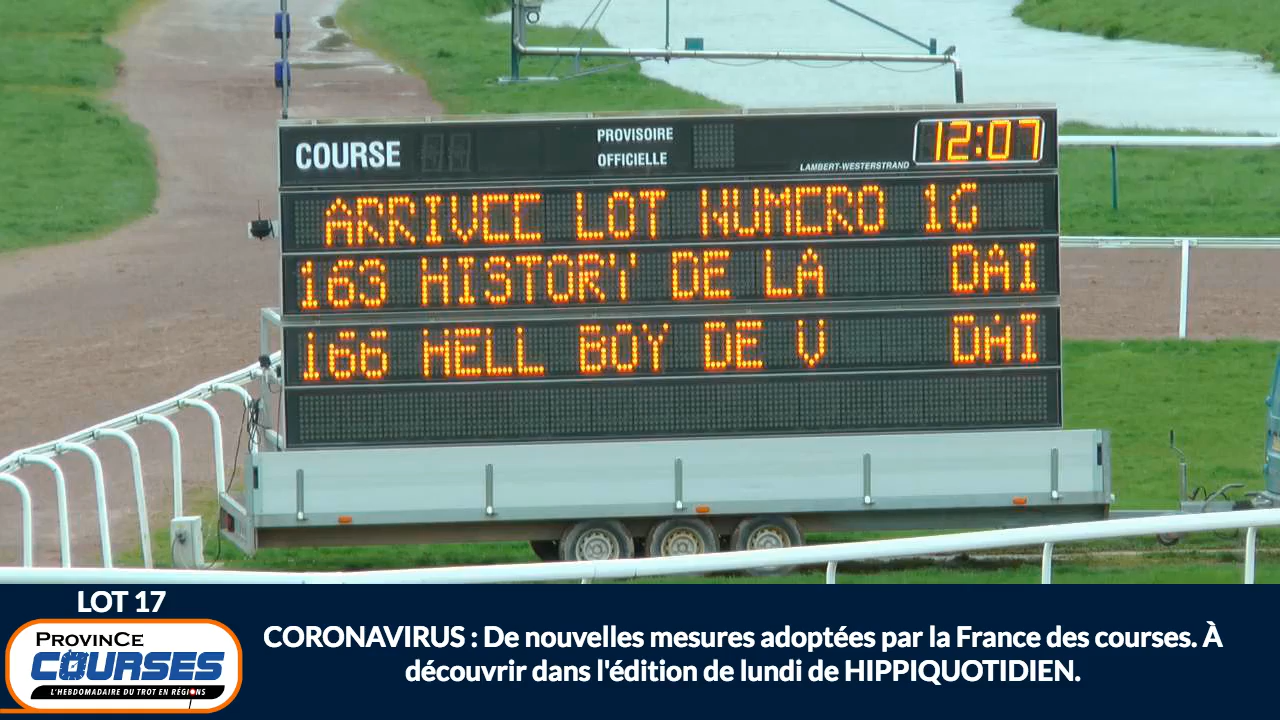 COURSE
PROVISOIRE
OFFICIELLE
LAMBERT-WESTERSTRAND
12:07
ARRIVEE LOT NUMERO 16
163 HISTORY DE LA DAI
166 HELL BOY DE V DAI
LOT 17
PROVINCE
COURSES
L'HEBDOMADAIRE DU TROT EN RÉGIONS
CORONAVIRUS : De nouvelles mesures adoptées par la France des courses. À
découvrir dans l'édition de lundi de HIPPIQUOTIDIEN.